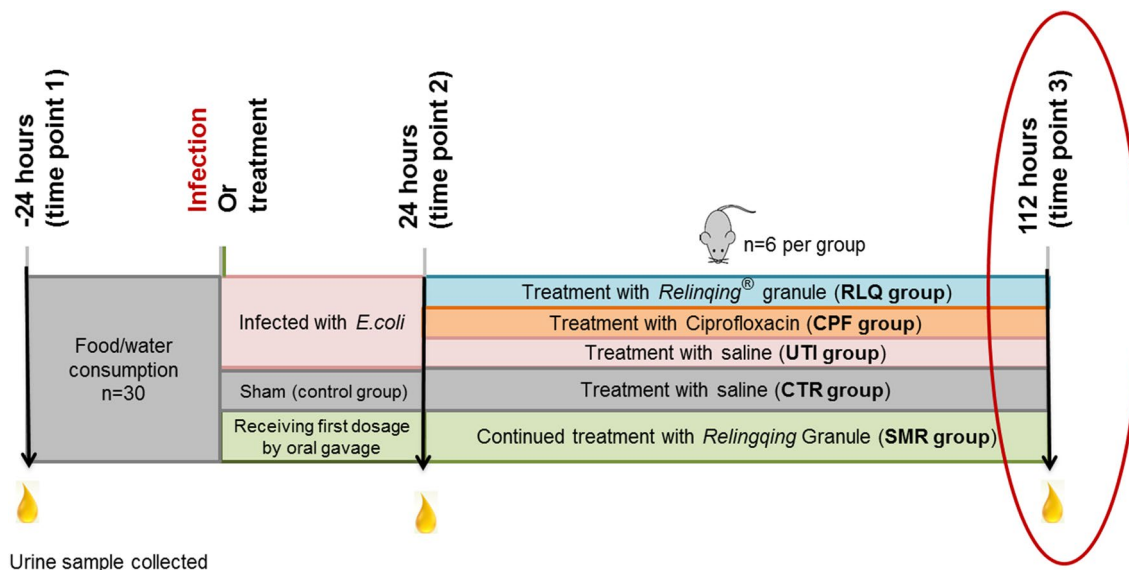 -24 hours
(time point 1)
Infection
Or
treatment
24 hours
(time point 2)
112 hours
(time point 3)
n=6 per group
Food/water
consumption
n=30
Infected with E.coli
Sham (control group)
Receiving first dosage
by oral gavage
Treatment with Relinqing® granule (RLQ group)
Treatment with Ciprofloxacin (CPF group)
Treatment with saline (UTI group)
Treatment with saline (CTR group)
Continued treatment with Relingqing Granule (SMR group)
Urine sample collected